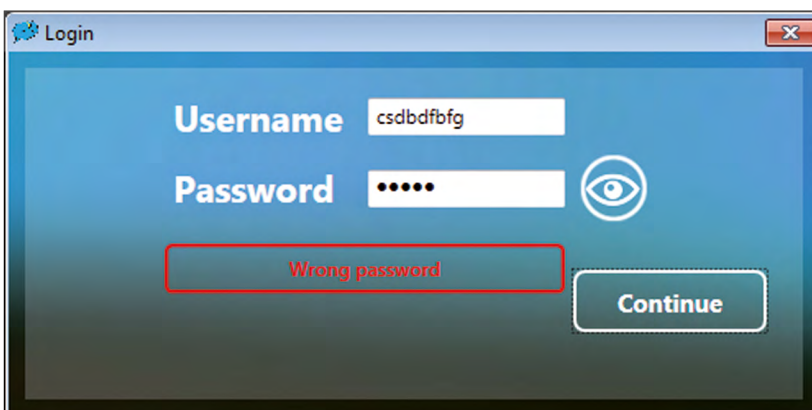 Login
Username csdbdfbfg
Password •••••
Wrong password
Continue